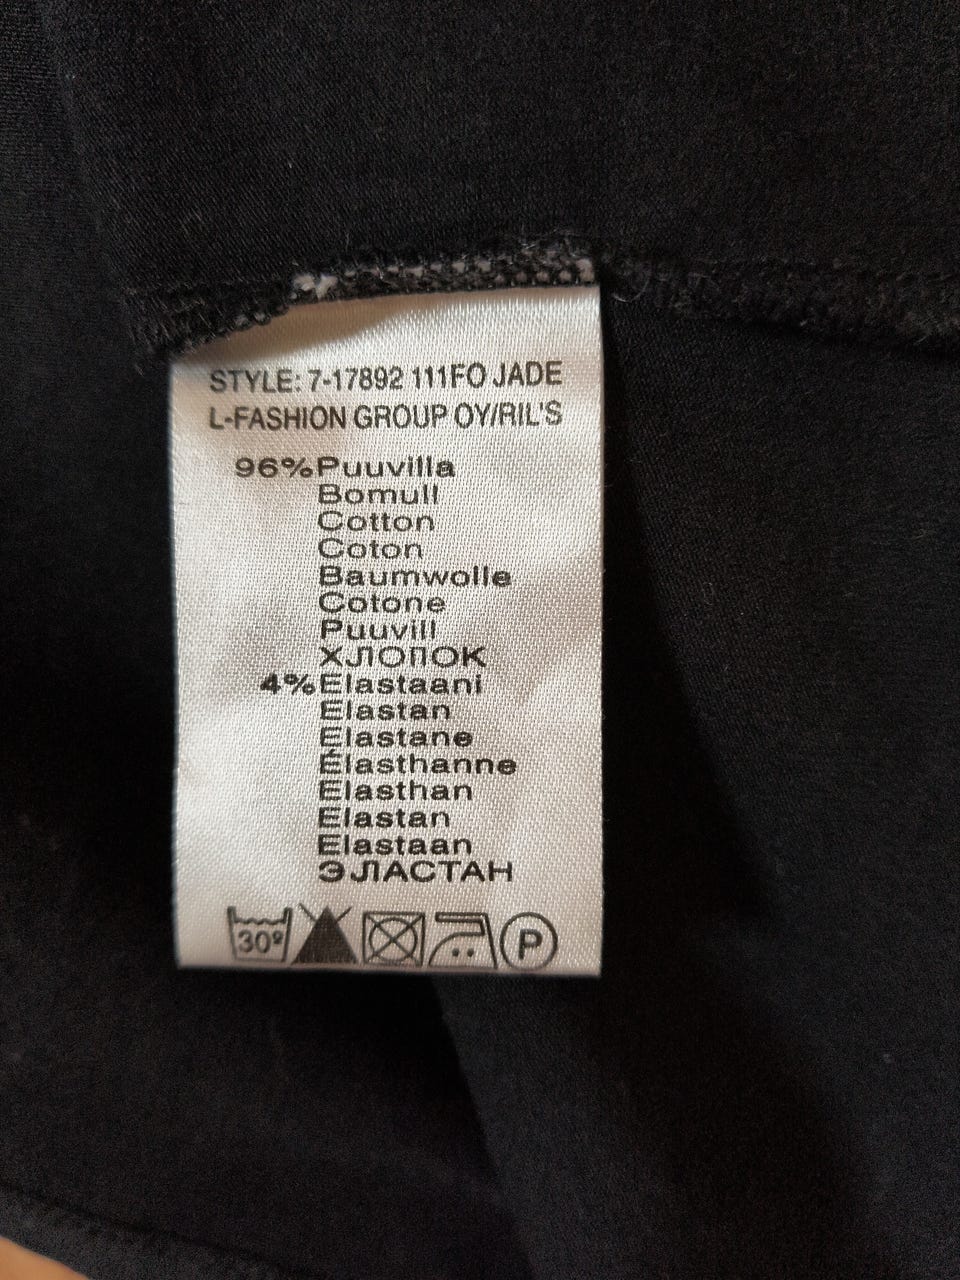 STYLE: 7-17892 111FO JADE
L-FASHION GROUP OY/RIL'S
96% Puuvilla
Bomull
Cotton
Coton
Baumwolle
Cotone
Puuvill
ХЛОПОК
4% Elastaani
Elastan
Elastane
Élasthanne
Elasthan
Elastan
Elastaan
ЭЛАСТАН
30º P